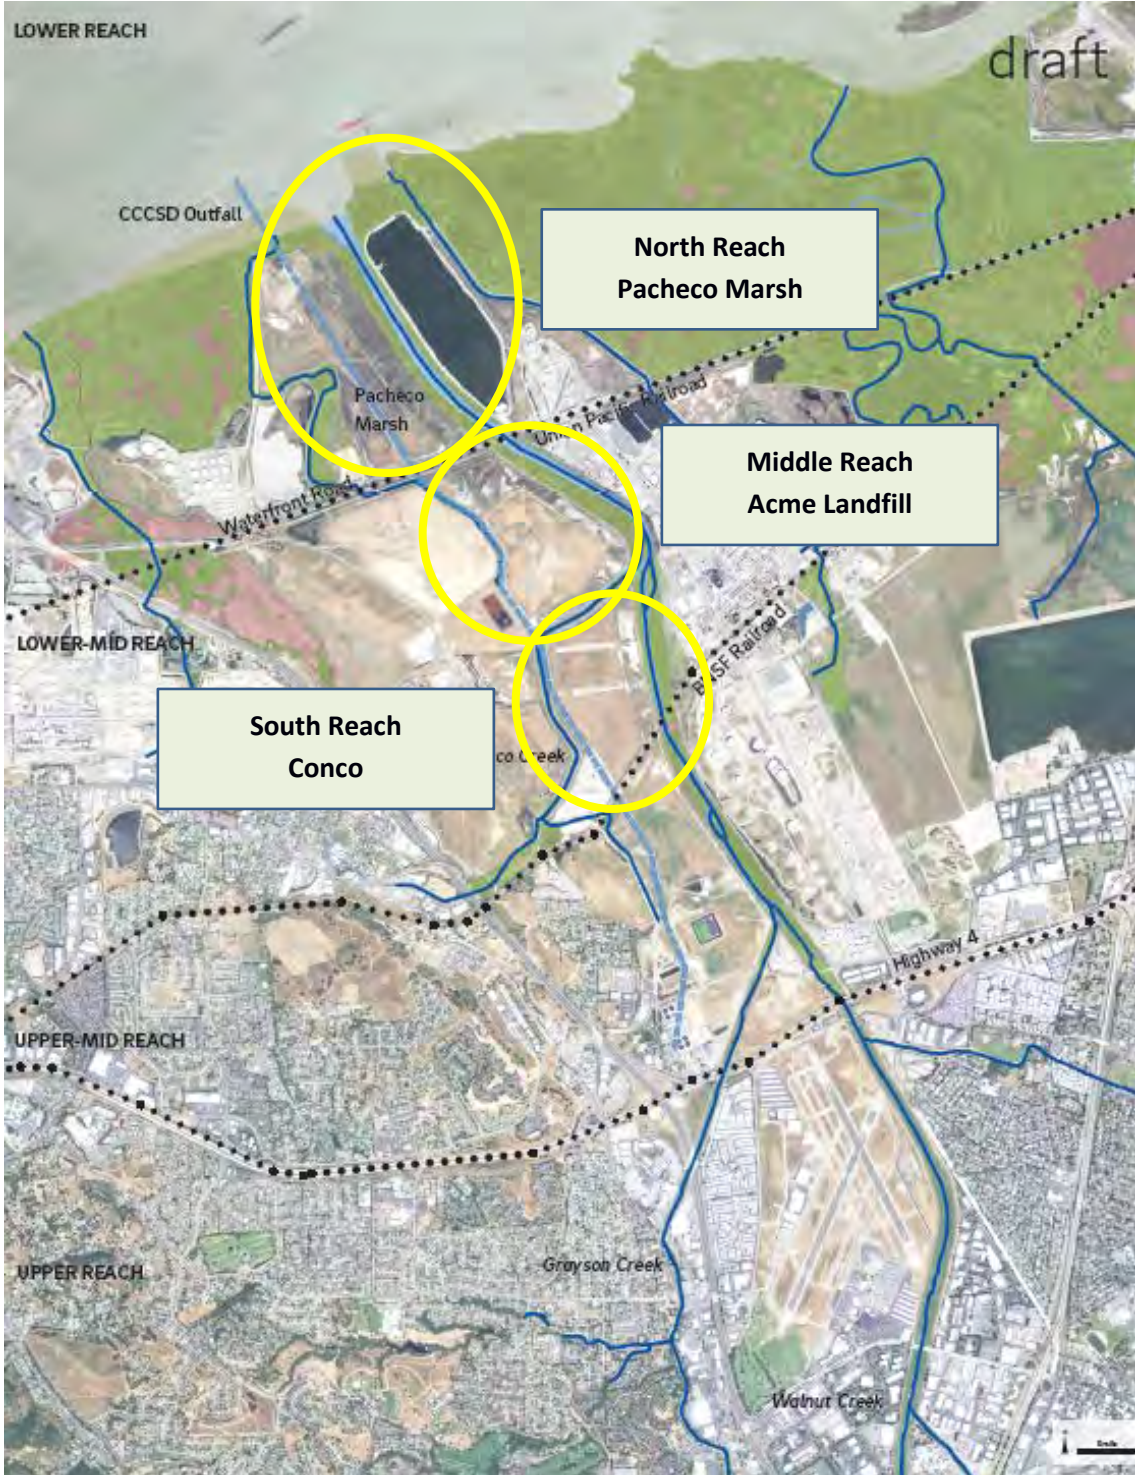 LOWER REACH
draft
CCCSD Outfall
North Reach
Pacheco Marsh
Pacheco
Marsh
Union Pacific Railroad
Middle Reach
Acme Landfill
Waterfront Road
LOWER-MID REACH
BNSF Railroad
South Reach
Conco
co Creek
Highway 4
UPPER-MID REACH
Grayson Creek
UPPER REACH
Walnut Creek